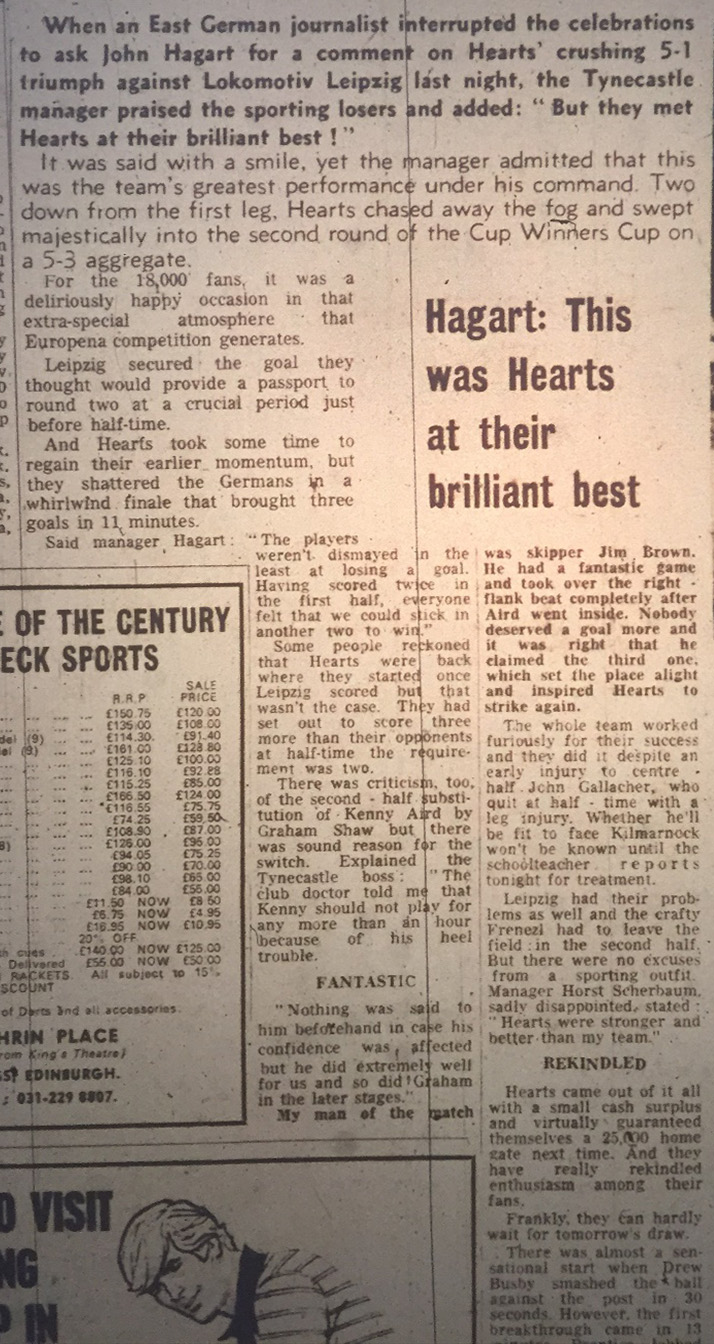 When an East German journalist interrupted the celebrations
to ask John Hagart for a comment on Hearts' crushing 5-1
triumph against Lokomotiv Leipzig last night, the Tynecastle
manager praised the sporting losers and added: "But they met
Hearts at their brilliant best!"
It was said with a smile, yet the manager admitted that this
was the team's greatest performance under his command. Two
down from the first leg, Hearts chased away the fog and swept
majestically into the second round of the Cup Winners Cup on
a 5-3 aggregate.
For the 18,000 fans, it was a
deliriously happy occasion in that
extra-special atmosphere that
Europena competition generates.
Leipzig secured the goal they
thought would provide a passport to
round two at a crucial period just
before half-time.
And Hearts took some time to
regain their earlier momentum, but
they shattered the Germans in a
whirlwind finale that brought three
goals in 11 minutes.
Said manager Hagart: "The players
Hagart: This
was Hearts
at their
brilliant best
weren't dismayed in the
least at losing a goal.
Having scored twice in
the first half, everyone
felt that we could stick in
another two to win."
Some people reckoned
that Hearts were back
where they started once
Leipzig scored but that
wasn't the case. They had
set out to score three
more than their opponents
at half-time the require-
ment was two.
There was criticism, too,
of the second-half substi-
tution of Kenny Aird by
Graham Shaw but there
was sound reason for the
switch. Explained the
Tynecastle boss: "The
club doctor told me that
Kenny should not play for
any more than an hour
because of his heel
trouble.
FANTASTIC
"Nothing was said to
him beforehand in case his
confidence was affected
but he did extremely well
for us and so did Graham
in the later stages."
My man of the match
was skipper Jim Brown.
He had a fantastic game
and took over the right-
flank beat completely after
Aird went inside. Nobody
deserved a goal more and
it was right that he
claimed the third one,
which set the place alight
and inspired Hearts to
strike again.
The whole team worked
furiously for their success
and they did it despite an
early injury to centre-
half John Gallacher, who
quit at half-time with a
leg injury. Whether he'll
be fit to face Kilmarnock
won't be known until the
schoolteacher reports
tonight for treatment.
Leipzig had their prob-
lems as well and the crafty
Frenezl had to leave the
field in the second half.
But there were no excuses
from a sporting outfit.
Manager Horst Scherbaum,
sadly disappointed, stated:
"Hearts were stronger and
better than my team."
REKINDLED
Hearts came out of it all
with a small cash surplus
and virtually guaranteed
themselves a 25,000 home
gate next time. And they
have really rekindled
enthusiasm among their
fans.
Frankly, they can hardly
wait for tomorrow's draw.
There was almost a sen-
sational start when Drew
Busby smashed the ball
against the post in 30
seconds. However, the first
breakthrough came in 13
OF THE CENTURY
ECK SPORTS
R.R.P. SALE PRICE
£150.75 £120.00
£135.00 £108.00
(9) £114.30 £91.40
(9) £161.00 £128.80
£125.10 £100.00
£116.10 £92.88
£115.25 £85.00
£166.50 £124.00
£116.55 £75.75
£74.25 £59.50
£108.90 £87.00
£126.00 £95.00
£94.05 £75.25
£90.00 £70.00
£98.10 £65.00
£84.00 £55.00
£11.50 NOW £8.50
£6.75 NOW £4.95
£16.95 NOW £10.95
20% OFF
cues £140.00 NOW £125.00
Delivered £55.00 NOW £50.00
RACKETS. All subject to 15%
SCOUNT
of Darts and all accessories.
HRIN PLACE
from King's Theatre)
EDINBURGH.
031-229 8807.
VISIT
NG
IN